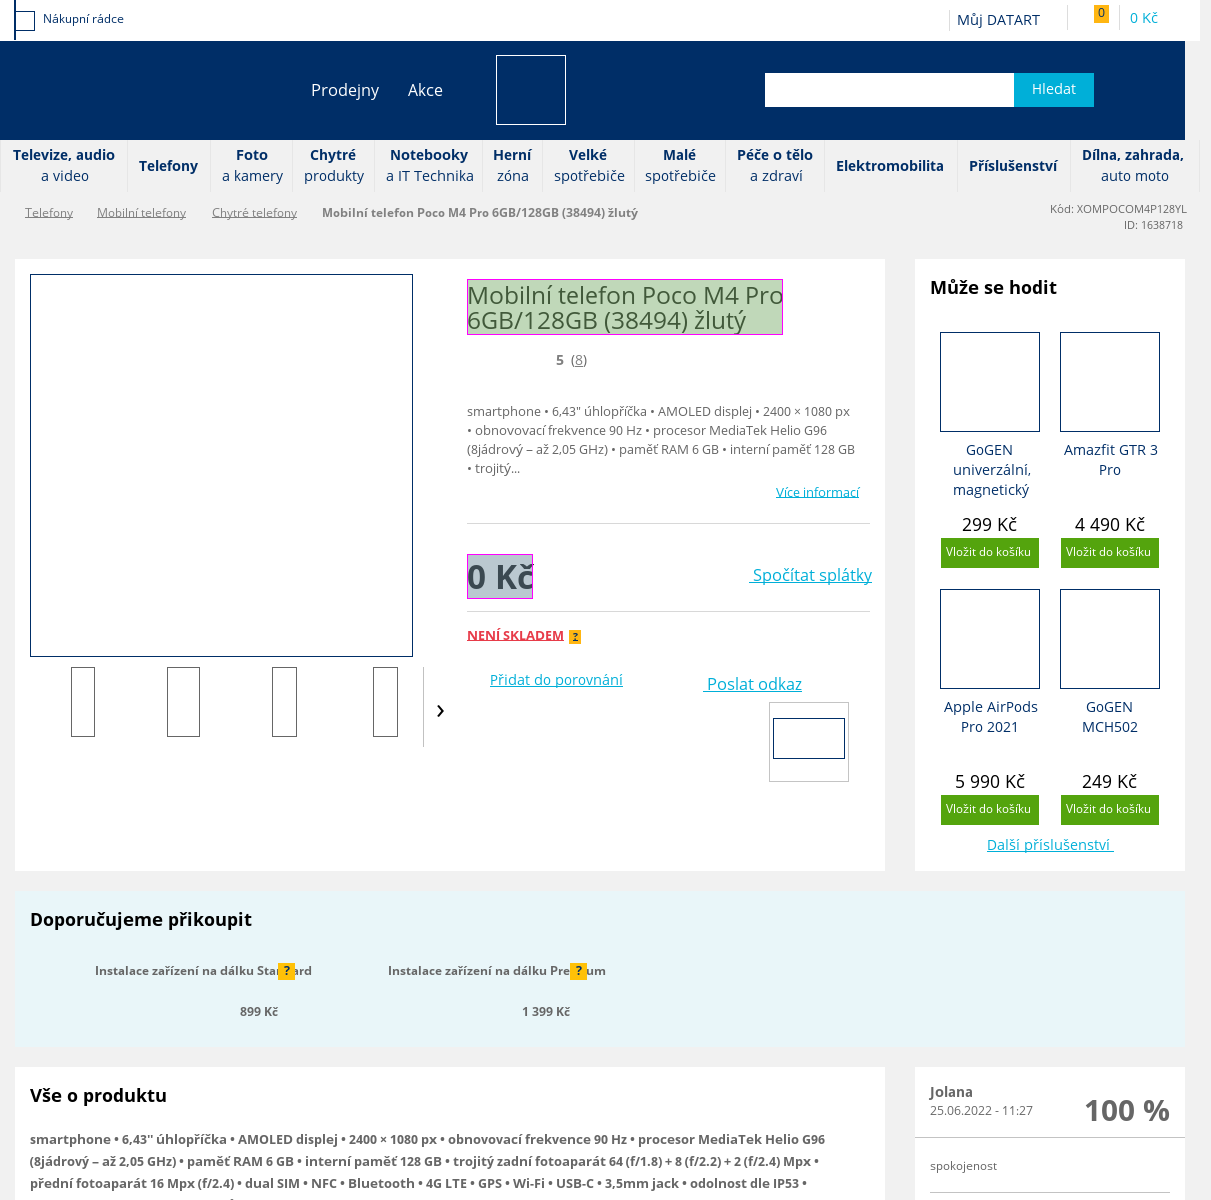 Nákupní rádce
Můj DATART
0
0 Kč
Prodejny
Akce
Hledat
Televize, audio
a video
Telefony
Foto
a kamery
Chytré
produkty
Notebooky
a IT Technika
Herní
zóna
Velké
spotřebiče
Malé
spotřebiče
Péče o tělo
a zdraví
Elektromobilita
Příslušenství
Dílna, zahrada,
auto moto
Telefony
Mobilní telefony
Chytré telefony
Mobilní telefon Poco M4 Pro 6GB/128GB (38494) žlutý
Kód: XOMPOCOM4P128YL
ID: 1638718
Mobilní telefon Poco M4 Pro
6GB/128GB (38494) žlutý
5 (8)
smartphone • 6,43" úhlopříčka • AMOLED displej • 2400 × 1080 px
• obnovovací frekvence 90 Hz • procesor MediaTek Helio G96
(8jádrový – až 2,05 GHz) • paměť RAM 6 GB • interní paměť 128 GB
• trojitý...
Více informací
0 Kč
Spočítat splátky
NENÍ SKLADEM ?
Přidat do porovnání
Poslat odkaz
Může se hodit
GoGEN
univerzální,
magnetický
299 Kč
Vložit do košíku
Amazfit GTR 3
Pro
4 490 Kč
Vložit do košíku
Apple AirPods
Pro 2021
5 990 Kč
Vložit do košíku
GoGEN
MCH502
249 Kč
Vložit do košíku
Další příslušenství
Doporučujeme přikoupit
Instalace zařízení na dálku Standard ?
899 Kč
Instalace zařízení na dálku Premium ?
1 399 Kč
Vše o produktu
smartphone • 6,43'' úhlopříčka • AMOLED displej • 2400 × 1080 px • obnovovací frekvence 90 Hz • procesor MediaTek Helio G96
(8jádrový – až 2,05 GHz) • paměť RAM 6 GB • interní paměť 128 GB • trojitý zadní fotoaparát 64 (f/1.8) + 8 (f/2.2) + 2 (f/2.4) Mpx •
přední fotoaparát 16 Mpx (f/2.4) • dual SIM • NFC • Bluetooth • 4G LTE • GPS • Wi-Fi • USB-C • 3,5mm jack • odolnost dle IP53 •
Jolana
25.06.2022 - 11:27
100 %
spokojenost